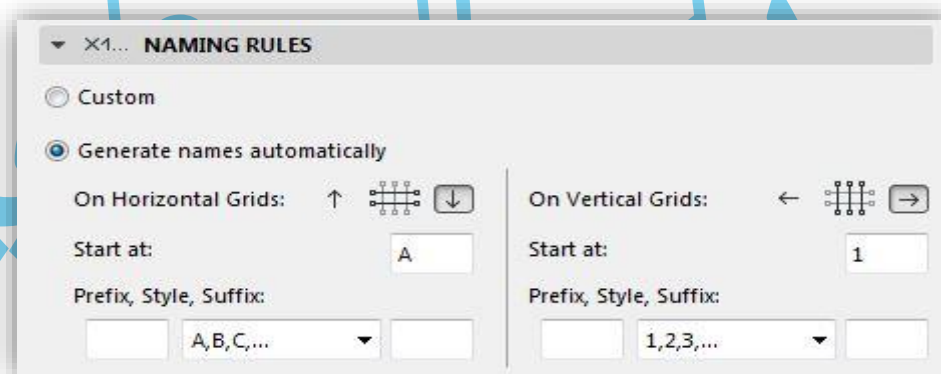 X1... NAMING RULES
Custom
Generate names automatically
On Horizontal Grids:
On Vertical Grids:
Start at:
A
Start at:
1
Prefix, Style, Suffix:
Prefix, Style, Suffix:
A,B,C,...
1,2,3,...